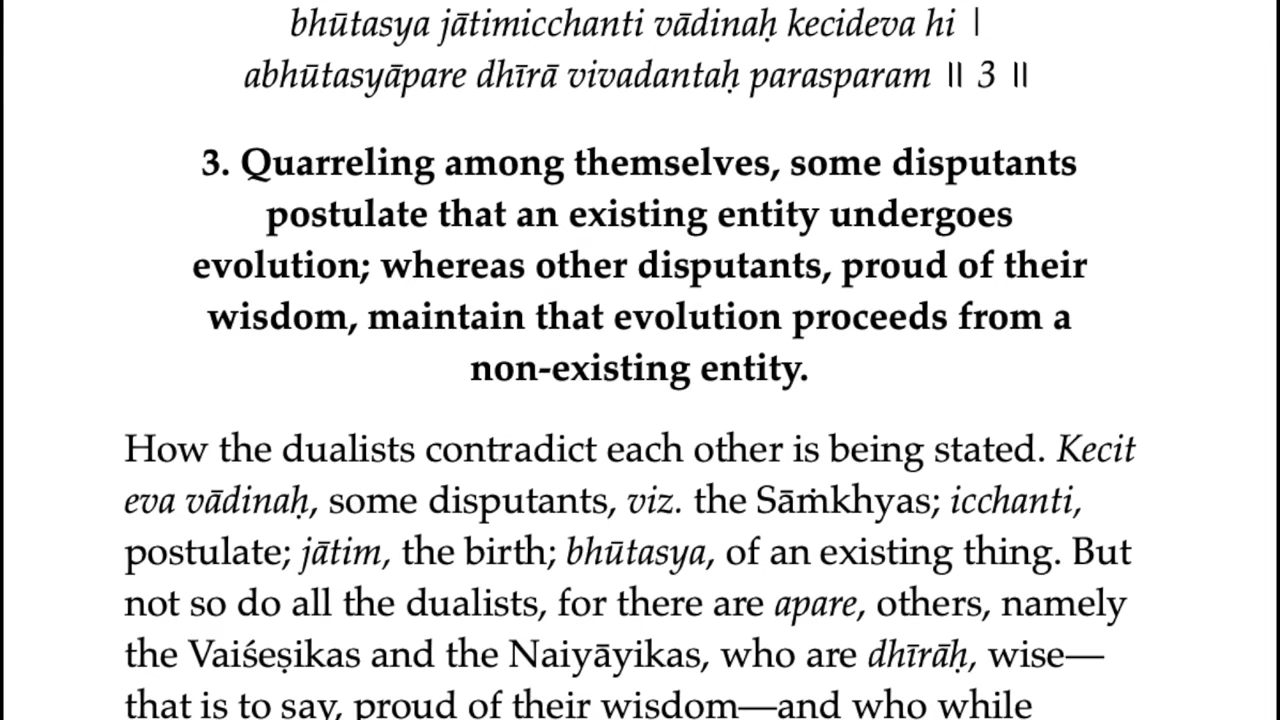 bhūtasya jātimicchanti vādinaḥ kecideva hi |
abhūtasyāpare dhīrā vivadantaḥ parasparam || 3 ||
3. Quarreling among themselves, some disputants
postulate that an existing entity undergoes
evolution; whereas other disputants, proud of their
wisdom, maintain that evolution proceeds from a
non-existing entity.
How the dualists contradict each other is being stated. Kecit
eva vādinaḥ, some disputants, viz. the Sāṁkhyas; icchanti,
postulate; jātim, the birth; bhūtasya, of an existing thing. But
not so do all the dualists, for there are apare, others, namely
the Vaiśeṣikas and the Naiyāyikas, who are dhīrāḥ, wise—
that is to say, proud of their wisdom—and who while